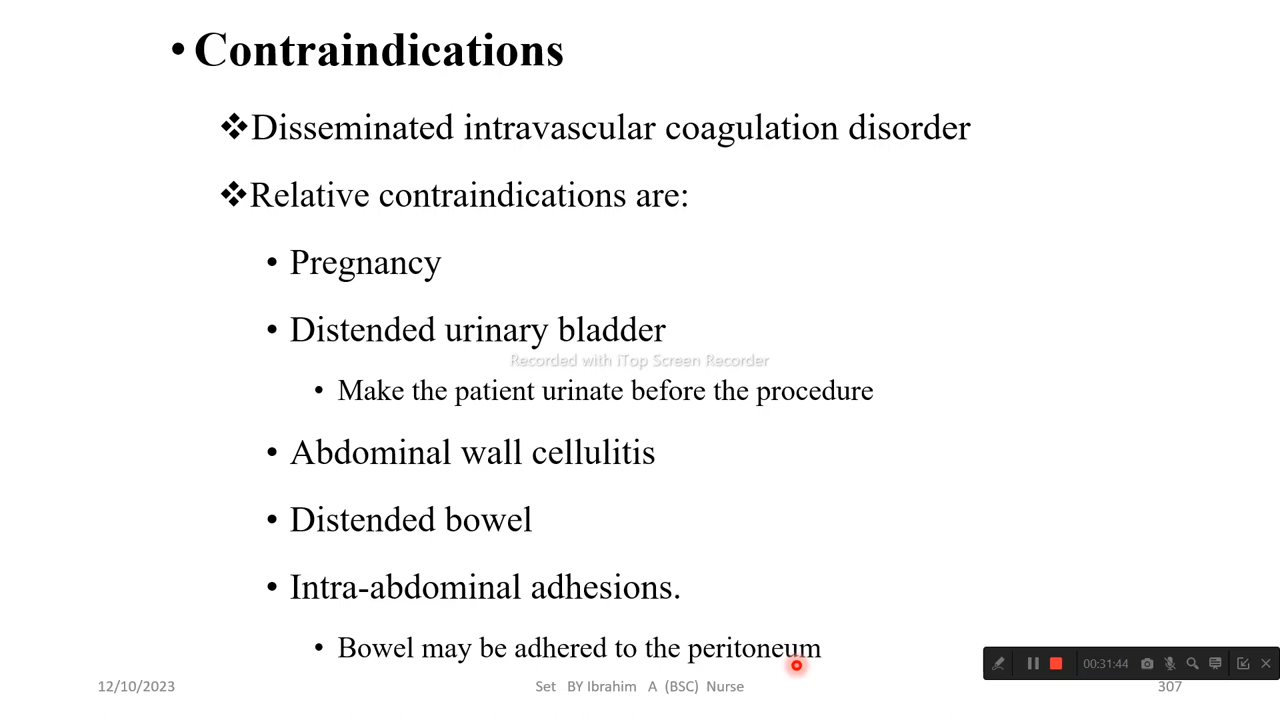 • Contraindications
❖Disseminated intravascular coagulation disorder
❖Relative contraindications are:
• Pregnancy
• Distended urinary bladder
Recorded with iTop Screen Recorder
• Make the patient urinate before the procedure
• Abdominal wall cellulitis
• Distended bowel
• Intra-abdominal adhesions.
• Bowel may be adhered to the peritoneum
00:31:44
12/10/2023 Set BY Ibrahim A (BSC) Nurse 307